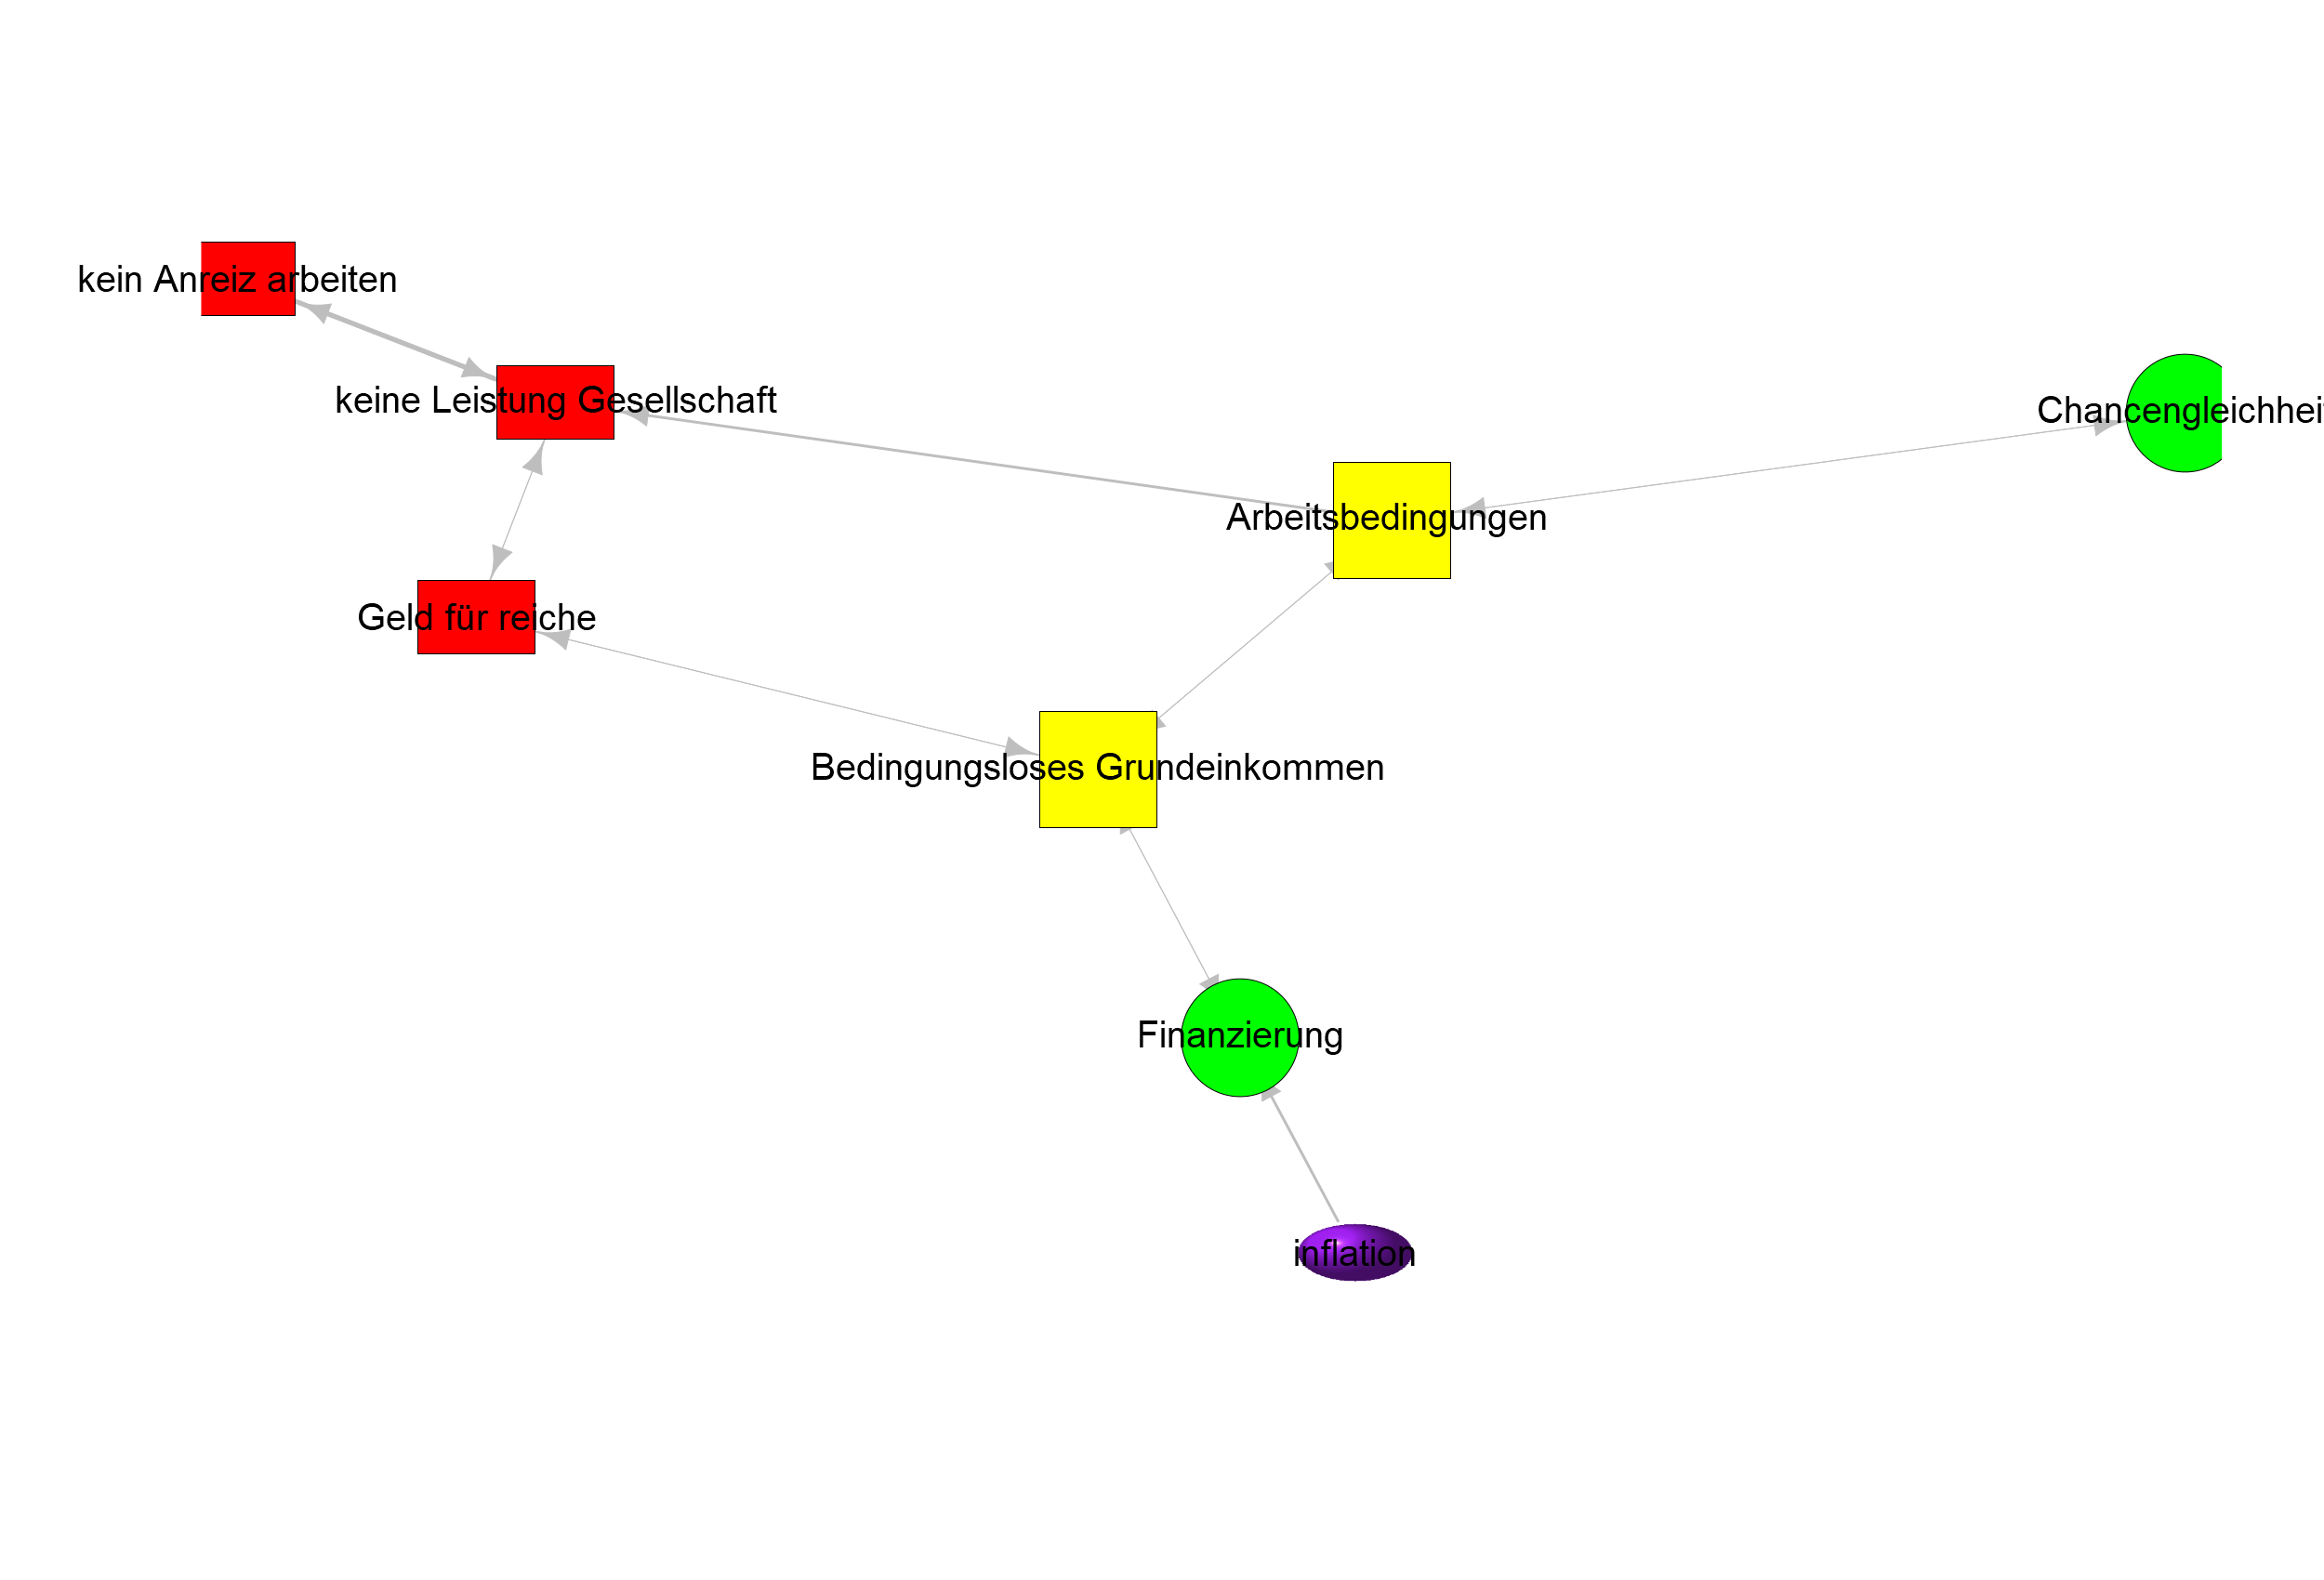 kein Anreiz arbeiten
keine Leistung Gesellschaft
Chancengleichhei
Arbeitsbedingungen
Geld für reiche
Bedingungsloses Grundeinkommen
Finanzierung
inflation